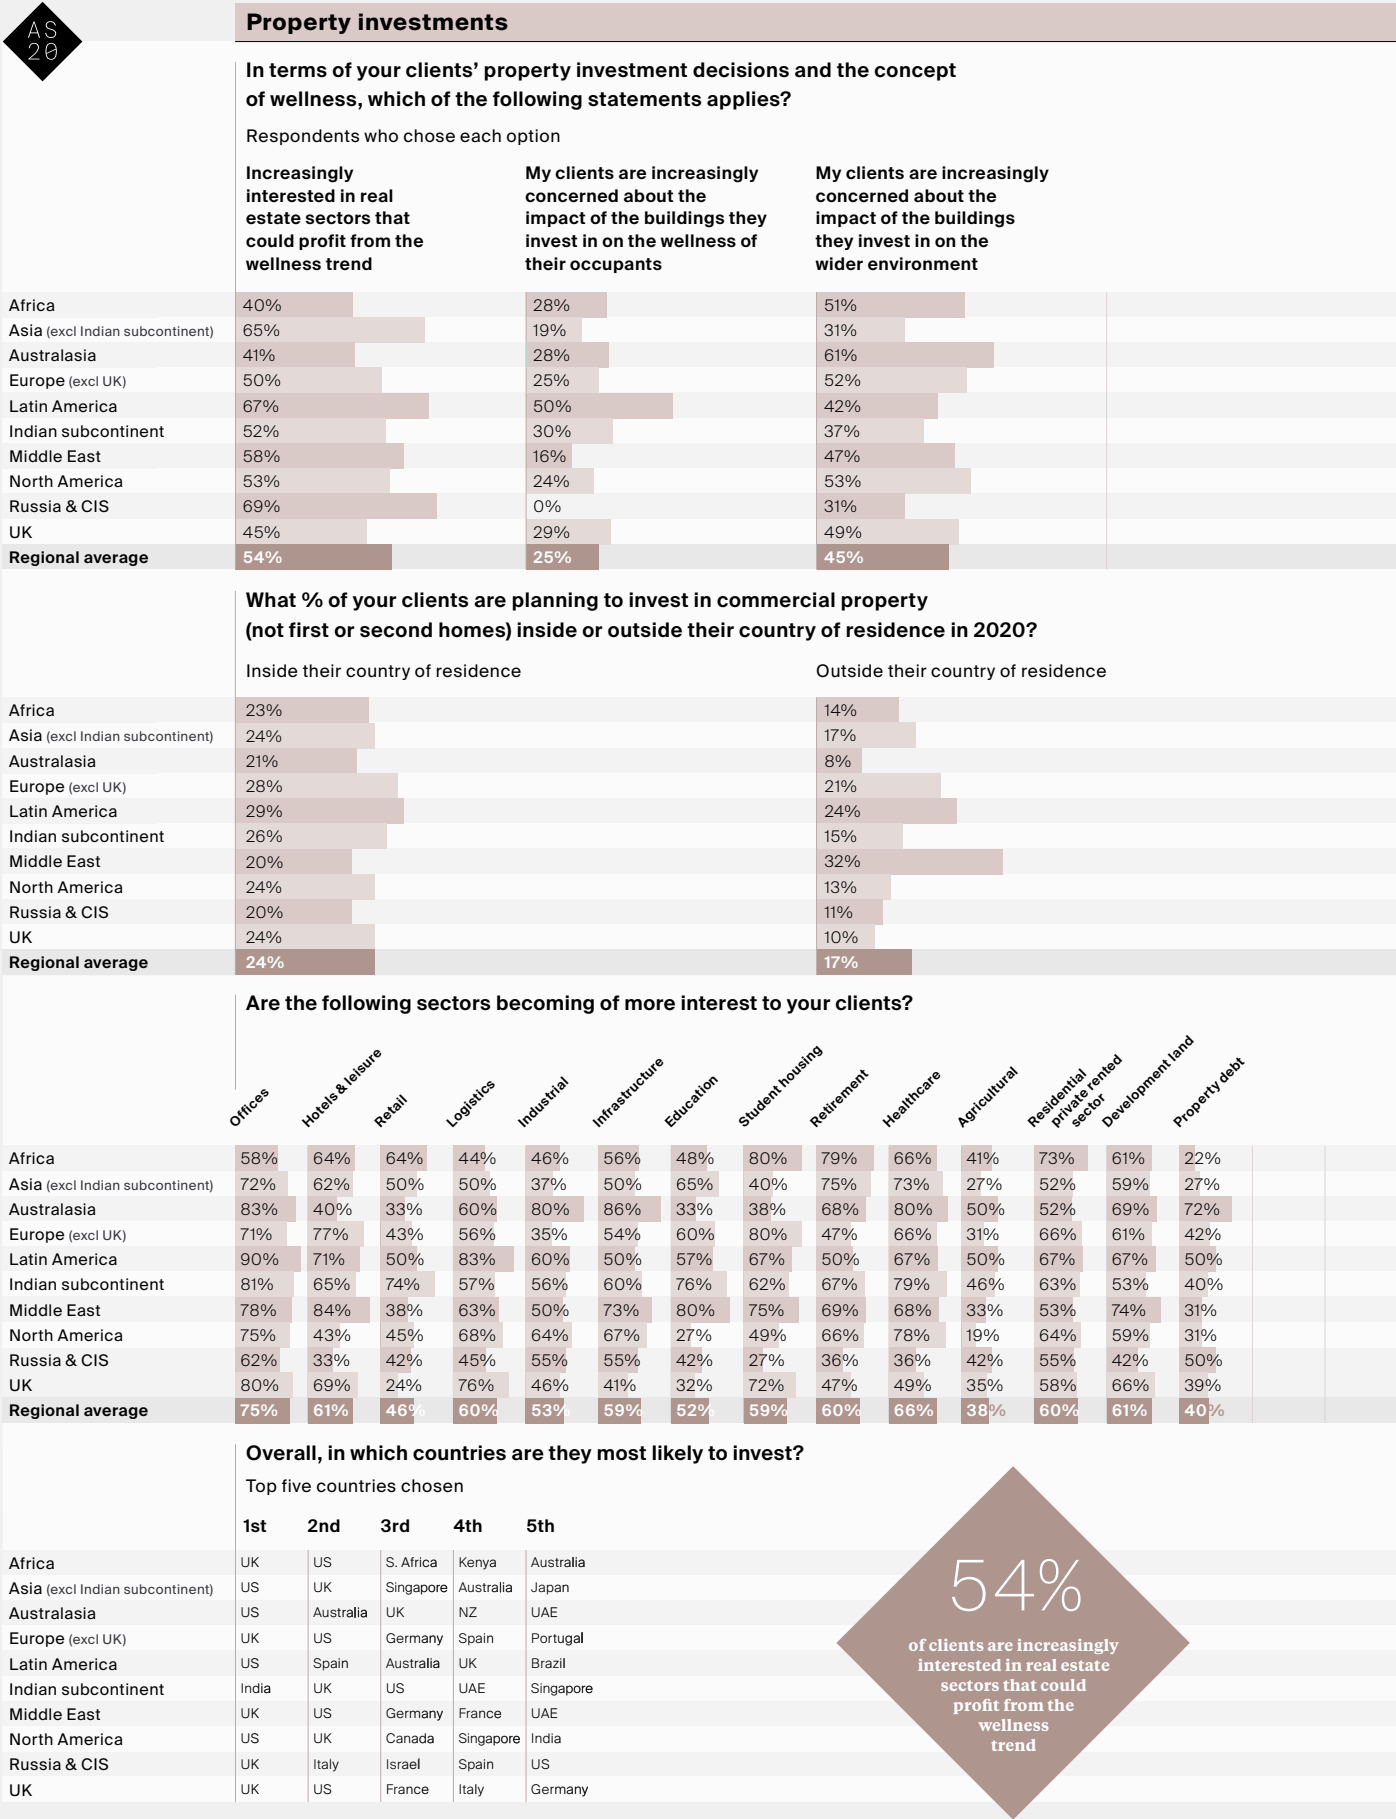 AS
20
Property investments
In terms of your clients’ property investment decisions and the concept
of wellness, which of the following statements applies?
Respondents who chose each option
Increasingly
interested in real
estate sectors that
could profit from the
wellness trend
My clients are increasingly
concerned about the
impact of the buildings they
invest in on the wellness of
their occupants
My clients are increasingly
concerned about the
impact of the buildings
they invest in on the
wider environment
Africa 40% 28% 51%
Asia (excl Indian subcontinent) 65% 19% 31%
Australasia 41% 28% 61%
Europe (excl UK) 50% 25% 52%
Latin America 67% 50% 42%
Indian subcontinent 52% 30% 37%
Middle East 58% 16% 47%
North America 53% 24% 53%
Russia & CIS 69% 0% 31%
UK 45% 29% 49%
Regional average 54% 25% 45%
What % of your clients are planning to invest in commercial property
(not first or second homes) inside or outside their country of residence in 2020?
Inside their country of residence Outside their country of residence
Africa 23% 14%
Asia (excl Indian subcontinent) 24% 17%
Australasia 21% 8%
Europe (excl UK) 28% 21%
Latin America 29% 24%
Indian subcontinent 26% 15%
Middle East 20% 32%
North America 24% 13%
Russia & CIS 20% 11%
UK 24% 10%
Regional average 24% 17%
Are the following sectors becoming of more interest to your clients?
Offices
Hotels & leisure
Retail
Logistics
Industrial
Infrastructure
Education
Student housing
Retirement
Healthcare
Agricultural
Residential
private rented
sector
Development land
Property debt
Africa 58% 64% 64% 44% 46% 56% 48% 80% 79% 66% 41% 73% 61% 22%
Asia (excl Indian subcontinent) 72% 62% 50% 50% 37% 50% 65% 40% 75% 73% 27% 52% 59% 27%
Australasia 83% 40% 33% 60% 80% 86% 33% 38% 68% 80% 50% 52% 69% 72%
Europe (excl UK) 71% 77% 43% 56% 35% 54% 60% 80% 47% 66% 31% 66% 61% 42%
Latin America 90% 71% 50% 83% 60% 50% 57% 67% 50% 67% 50% 67% 67% 50%
Indian subcontinent 81% 65% 74% 57% 56% 60% 76% 62% 67% 79% 46% 63% 53% 40%
Middle East 78% 84% 38% 63% 50% 73% 80% 75% 69% 68% 33% 53% 74% 31%
North America 75% 43% 45% 68% 64% 67% 27% 49% 66% 78% 19% 64% 59% 31%
Russia & CIS 62% 33% 42% 45% 55% 55% 42% 27% 36% 36% 42% 55% 42% 50%
UK 80% 69% 24% 76% 46% 41% 32% 72% 47% 49% 35% 58% 66% 39%
Regional average 75% 61% 46% 60% 53% 59% 52% 59% 60% 66% 38% 60% 61% 40%
Overall, in which countries are they most likely to invest?
Top five countries chosen
1st 2nd 3rd 4th 5th
Africa UK US S. Africa Kenya Australia
Asia (excl Indian subcontinent) US UK Singapore Australia Japan
Australasia US Australia UK NZ UAE
Europe (excl UK) UK US Germany Spain Portugal
Latin America US Spain Australia UK Brazil
Indian subcontinent India UK US UAE Singapore
Middle East UK US Germany France UAE
North America US UK Canada Singapore India
Russia & CIS UK Italy Israel Spain US
UK UK US France Italy Germany
54%
of clients are increasingly
interested in real estate
sectors that could
profit from the
wellness
trend